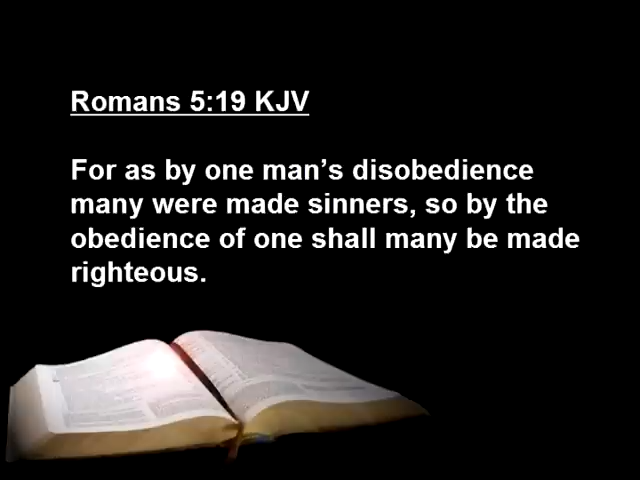 Romans 5:19 KJV
For as by one man’s disobedience
many were made sinners, so by the
obedience of one shall many be made
righteous.